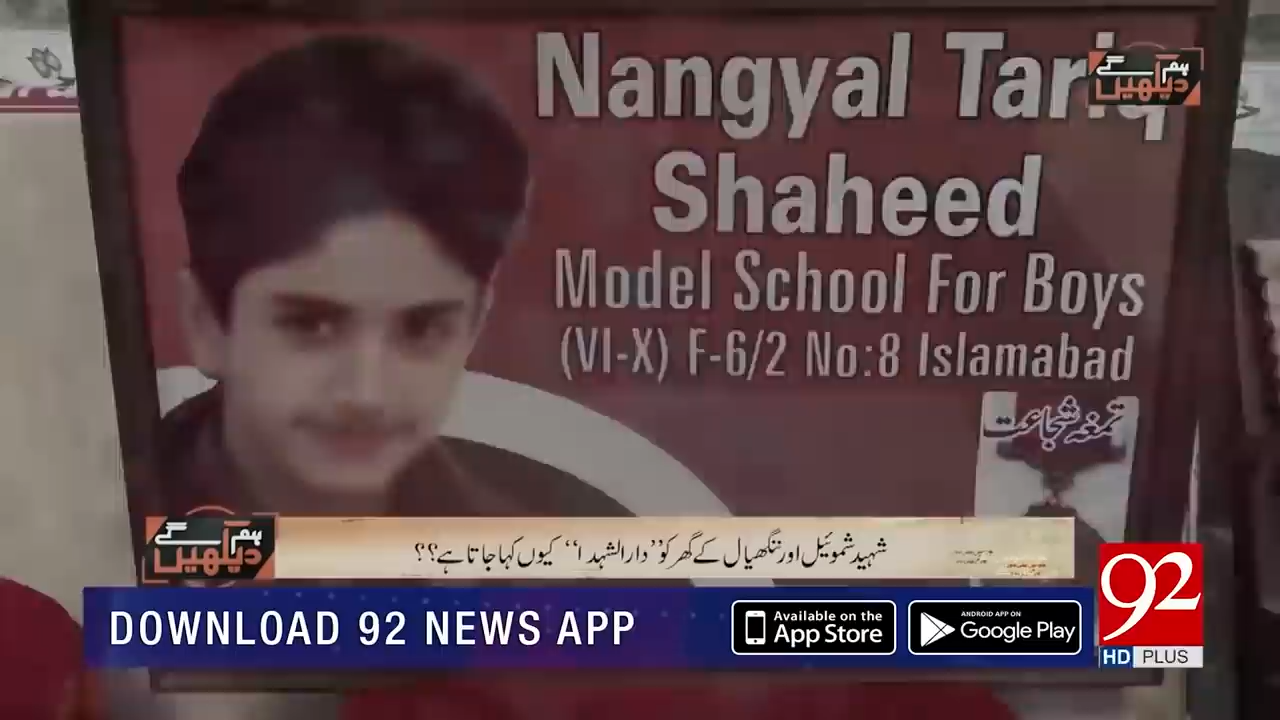 Nangyal Tariq
Shaheed
Model School For Boys
(VI-X) F-6/2 No:8 Islamabad
تمغہ شجاعت
ہم دیکھیں گے
ہم دیکھیں گے
شہید شموئیل اور ننگھیال کے گھر کو ”دارالشہدا“ کیوں کہا جاتا ہے؟؟
DOWNLOAD 92 NEWS APP
Available on the
App Store
ANDROID APP ON
Google Play
92
HD PLUS